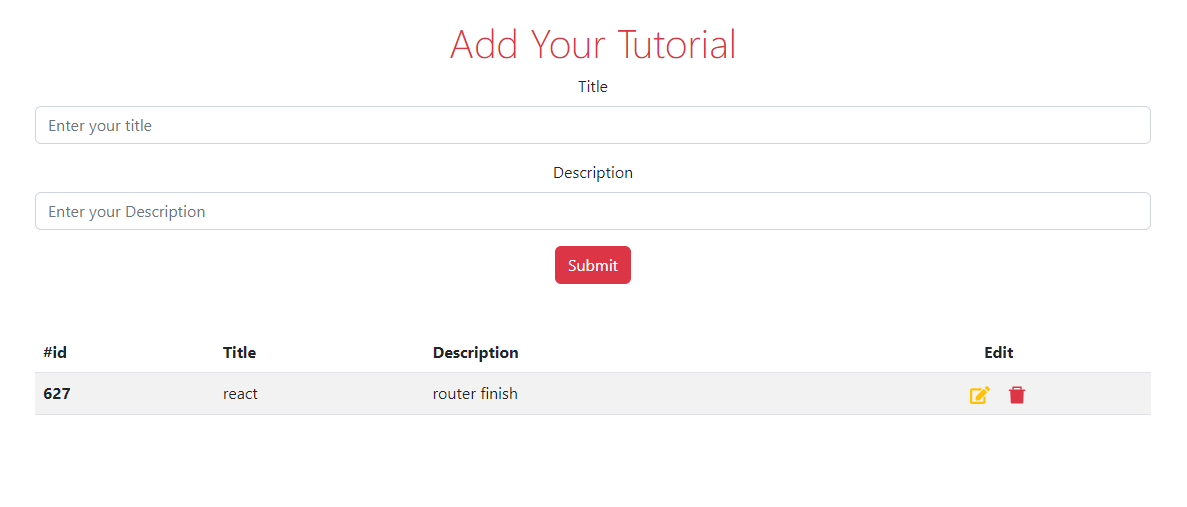 Add Your Tutorial
Title
Enter your title
Description
Enter your Description
Submit
#id Title Description Edit
627 react router finish